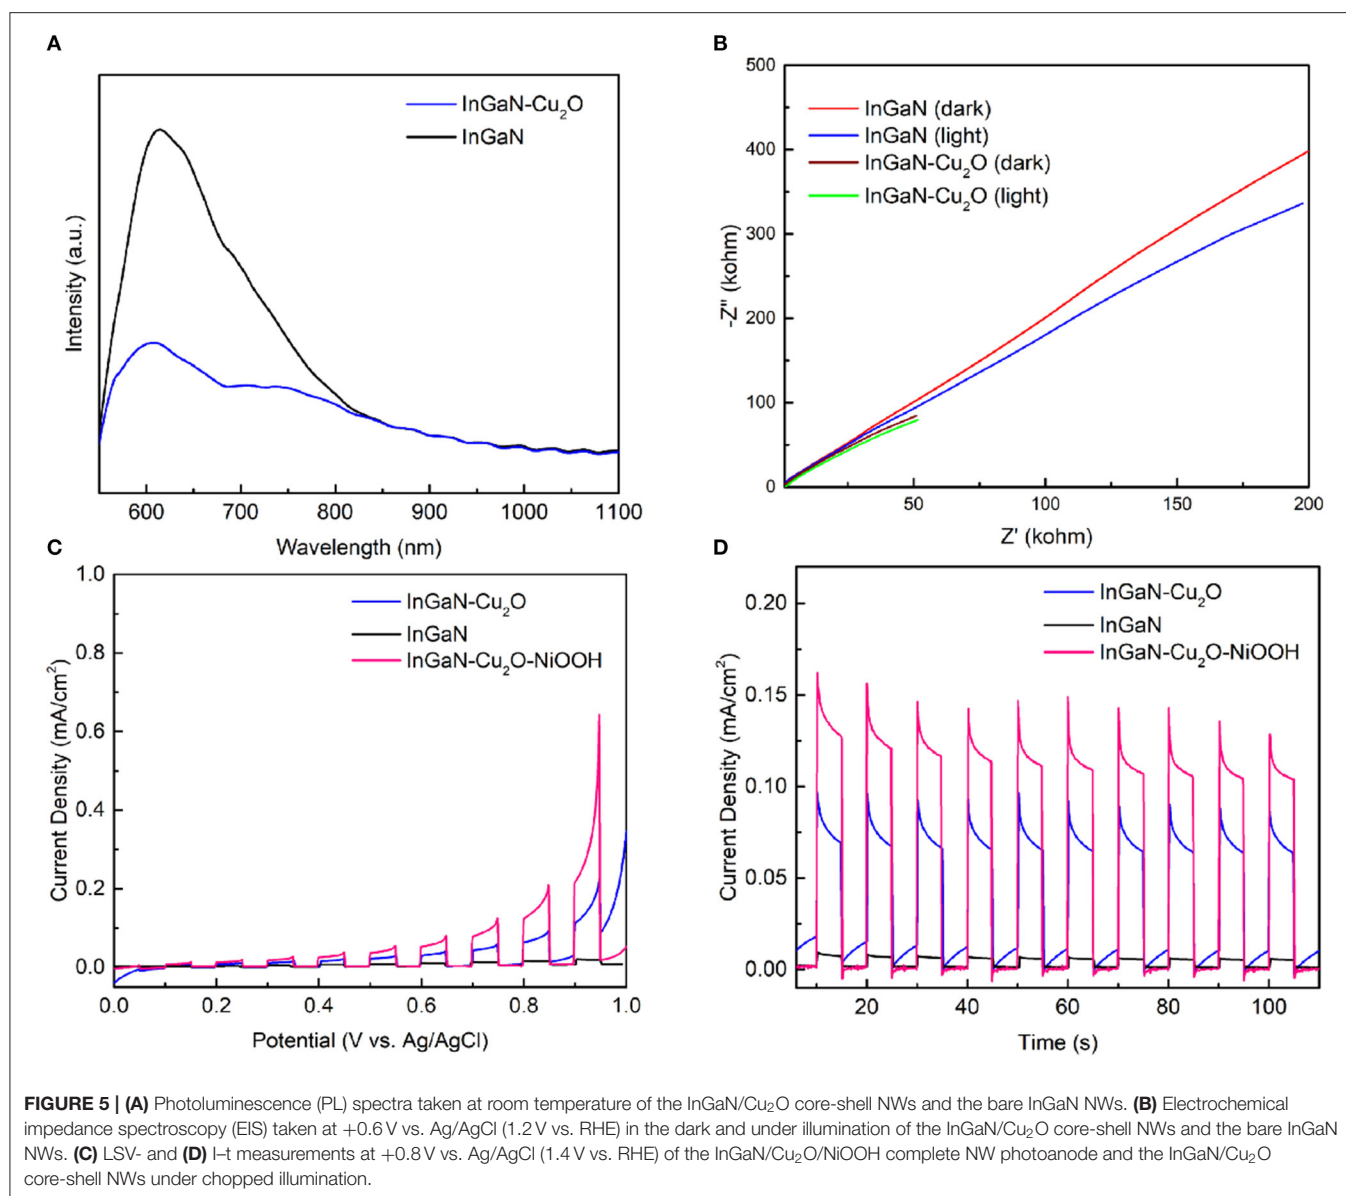 A
InGaN-Cu₂O
InGaN
Intensity (a.u.)
600 700 800 900 1000 1100
Wavelength (nm)
B
500
400
300
200
100
0
InGaN (dark)
InGaN (light)
InGaN-Cu₂O (dark)
InGaN-Cu₂O (light)
-Z" (kohm)
50 100 150 200
Z' (kohm)
C
1.0
0.8
0.6
0.4
0.2
0.0
InGaN-Cu₂O
InGaN
InGaN-Cu₂O-NiOOH
Current Density (mA/cm²)
0.0 0.2 0.4 0.6 0.8 1.0
Potential (V vs. Ag/AgCl)
D
0.20
0.15
0.10
0.05
0.00
InGaN-Cu₂O
InGaN
InGaN-Cu₂O-NiOOH
Current Density (mA/cm²)
20 40 60 80 100
Time (s)
FIGURE 5 | (A) Photoluminescence (PL) spectra taken at room temperature of the InGaN/Cu₂O core-shell NWs and the bare InGaN NWs. (B) Electrochemical
impedance spectroscopy (EIS) taken at +0.6 V vs. Ag/AgCl (1.2 V vs. RHE) in the dark and under illumination of the InGaN/Cu₂O core-shell NWs and the bare InGaN
NWs. (C) LSV- and (D) I–t measurements at +0.8 V vs. Ag/AgCl (1.4 V vs. RHE) of the InGaN/Cu₂O/NiOOH complete NW photoanode and the InGaN/Cu₂O
core-shell NWs under chopped illumination.